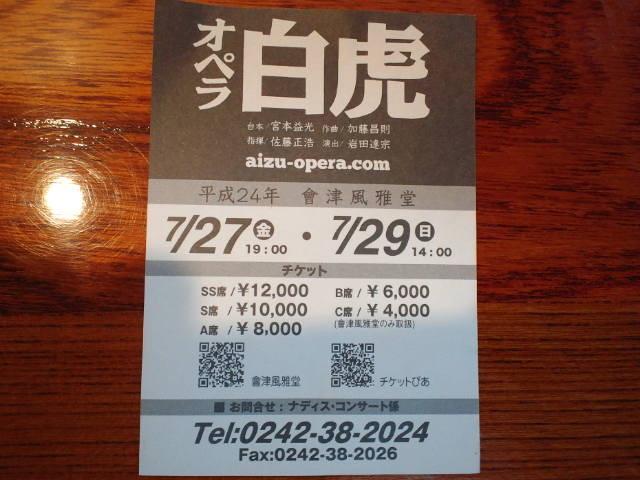 オペラ 白虎
台本/宮本益光 作曲/加藤昌則
指揮/佐藤正浩 演出/岩田達宗
aizu-opera.com
平成24年 會津風雅堂
7/27 金 19:00 ・ 7/29 日 14:00
チケット
SS席/¥12,000 B席/¥6,000
S席/¥10,000 C席/¥4,000
(會津風雅堂のみ取扱)
A席/¥8,000
會津風雅堂 チケットぴあ
■お問合せ:ナディス・コンサート係
Tel:0242-38-2024
Fax:0242-38-2026